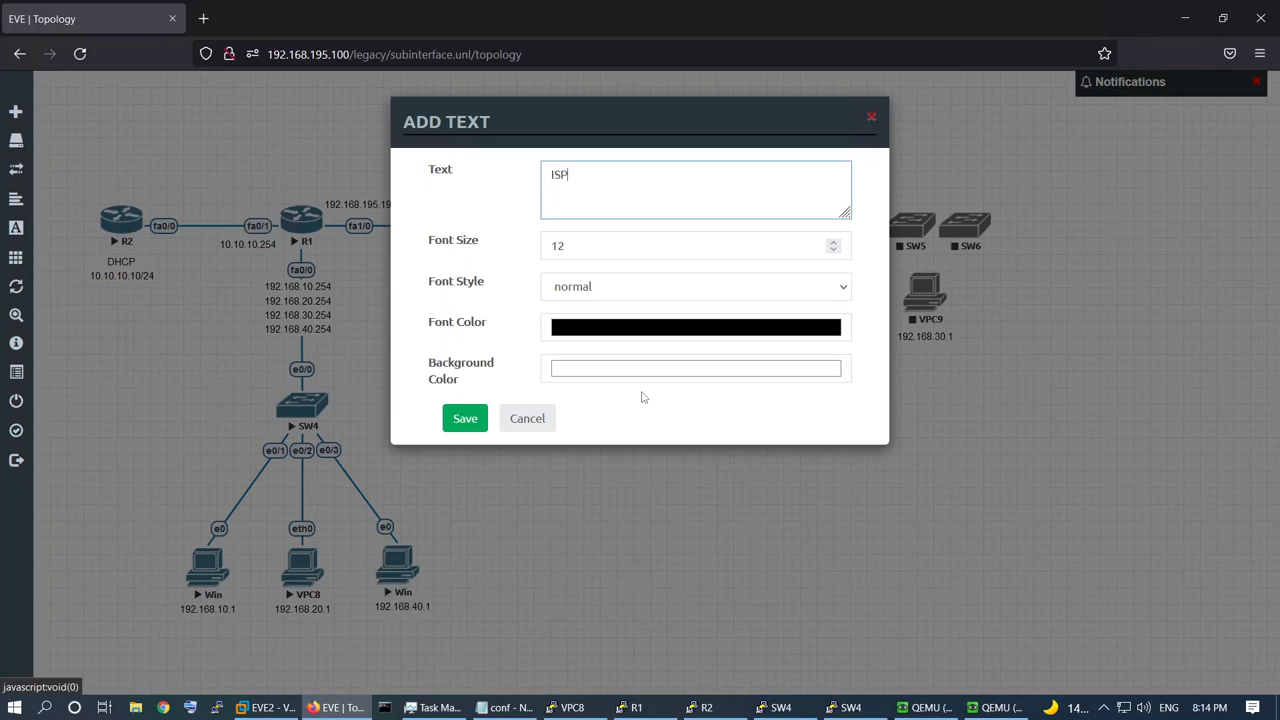 EVE | Topology
192.168.195.100/legacy/subinterface.unl/topology
Notifications
ADD TEXT
Text
ISP
Font Size
12
Font Style
normal
Font Color
Background
Color
Save
Cancel
192.168.195.19
fa0/0
fa0/1
fa1/0
R2
10.10.10.254
R1
DHCP
10.10.10.10/24
fa0/0
192.168.10.254
192.168.20.254
192.168.30.254
192.168.40.254
e0/0
SW4
e0/1
e0/2
e0/3
e0
eth0
e0
Win
VPC8
Win
192.168.10.1
192.168.20.1
192.168.40.1
SW5
SW6
VPC9
192.168.30.1
javascript:void(0)
EVE2 - V...
EVE | To...
Task Ma...
conf - N...
VPC8
R1
R2
SW4
SW4
QEMU (...
QEMU (...
14...
ENG
8:14 PM